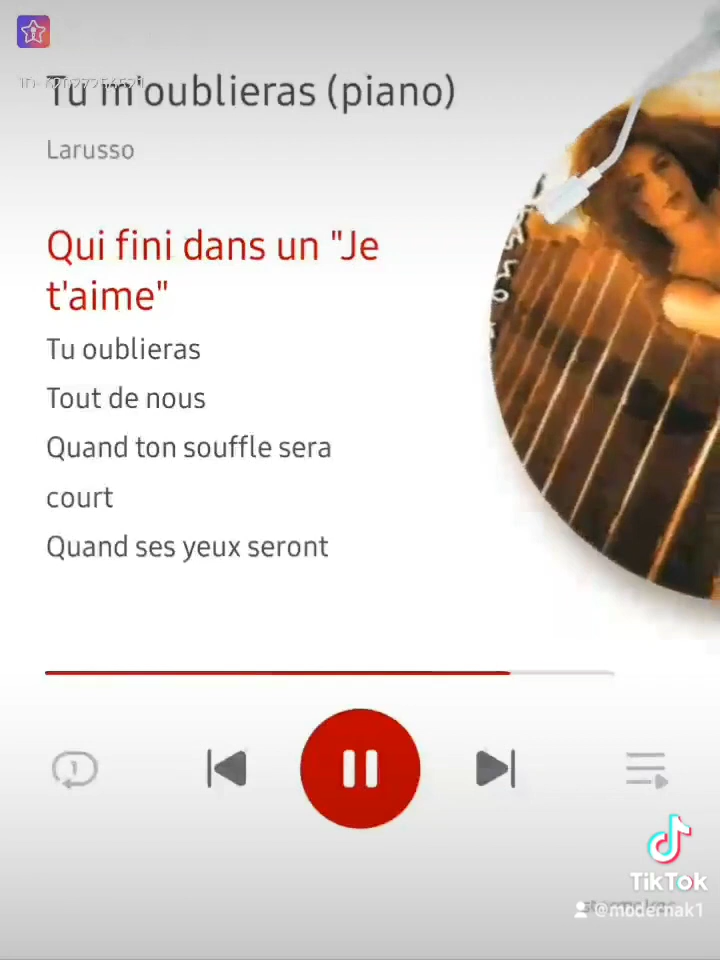 Tu m'oublieras (piano)
Larusso
Qui fini dans un "Je
t'aime"
Tu oublieras
Tout de nous
Quand ton souffle sera
court
Quand ses yeux seront
1
TikTok
@modernak1